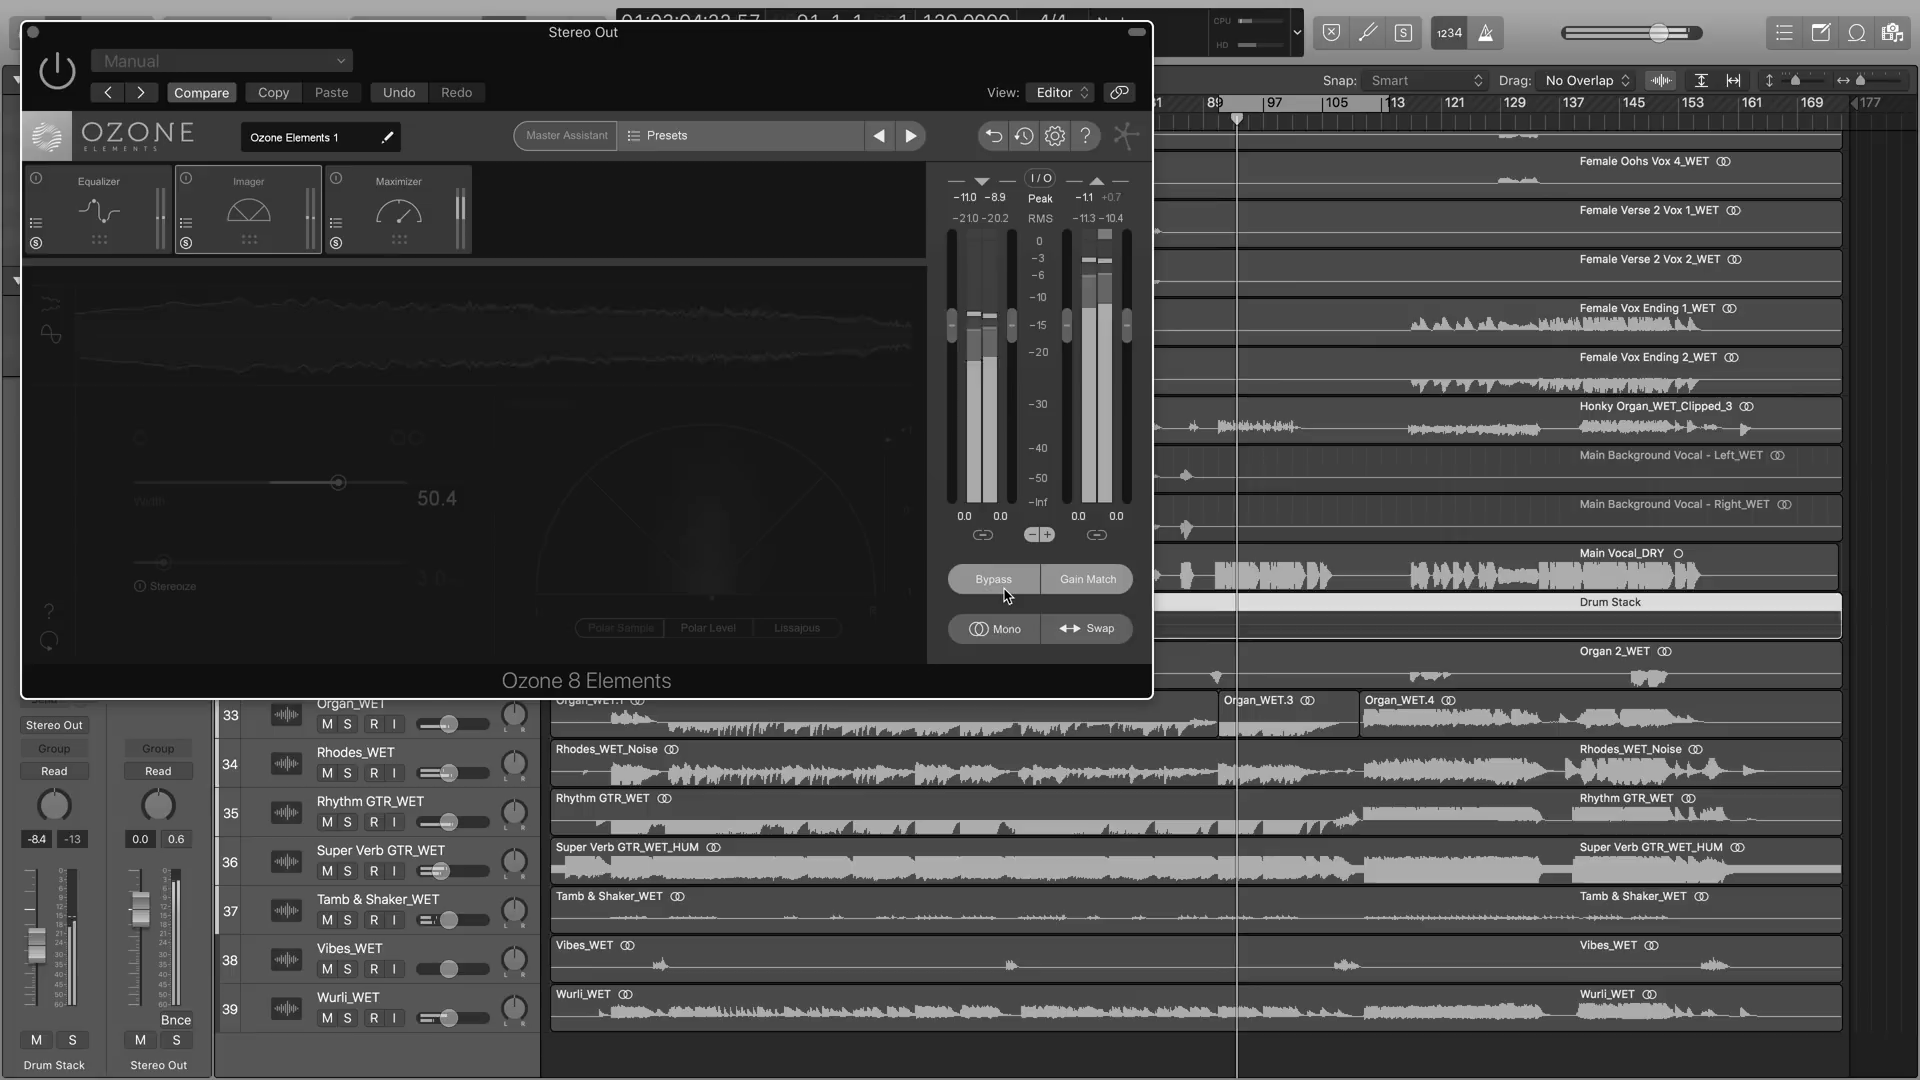 Stereo Out
CPU
HD
1234
Manual
Compare
Copy
Paste
Undo
Redo
View:
Editor
Snap:
Smart
Drag:
No Overlap
89
97
105
113
121
129
137
145
153
161
169
177
OZONE
ELEMENTS
Ozone Elements 1
Master Assistant
Presets
?
Equalizer
Imager
Maximizer
I / O
-11.0 -8.9 Peak -1.1 +0.7
-21.0 -20.2 RMS -11.3 -10.4
0
-3
-6
-10
-15
-20
-30
-40
-50
-Inf
0.0 0.0 0.0 0.0
Width
50.4
Stereoize
Polar Sample
Polar Level
Lissajous
Bypass
Gain Match
Mono
Swap
Ozone 8 Elements
Female Oohs Vox 4_WET
Female Verse 2 Vox 1_WET
Female Verse 2 Vox 2_WET
Female Vox Ending 1_WET
Female Vox Ending 2_WET
Honky Organ_WET_Clipped_3
Main Background Vocal - Left_WET
Main Background Vocal - Right_WET
Main Vocal_DRY
Drum Stack
Organ 2_WET
33 Organ_WET
M S R I
Organ_WET.1
Organ_WET.3
Organ_WET.4
34 Rhodes_WET
M S R I
Rhodes_WET_Noise
Rhodes_WET_Noise
35 Rhythm GTR_WET
M S R I
Rhythm GTR_WET
Rhythm GTR_WET
36 Super Verb GTR_WET
M S R I
Super Verb GTR_WET_HUM
Super Verb GTR_WET_HUM
37 Tamb & Shaker_WET
M S R I
Tamb & Shaker_WET
Tamb & Shaker_WET
38 Vibes_WET
M S R I
Vibes_WET
Vibes_WET
39 Wurli_WET
M S R I
Wurli_WET
Wurli_WET
Stereo Out
Group
Group
Read
Read
-8.4 -13
0.0 0.6
Bnce
M S
M S
Drum Stack
Stereo Out